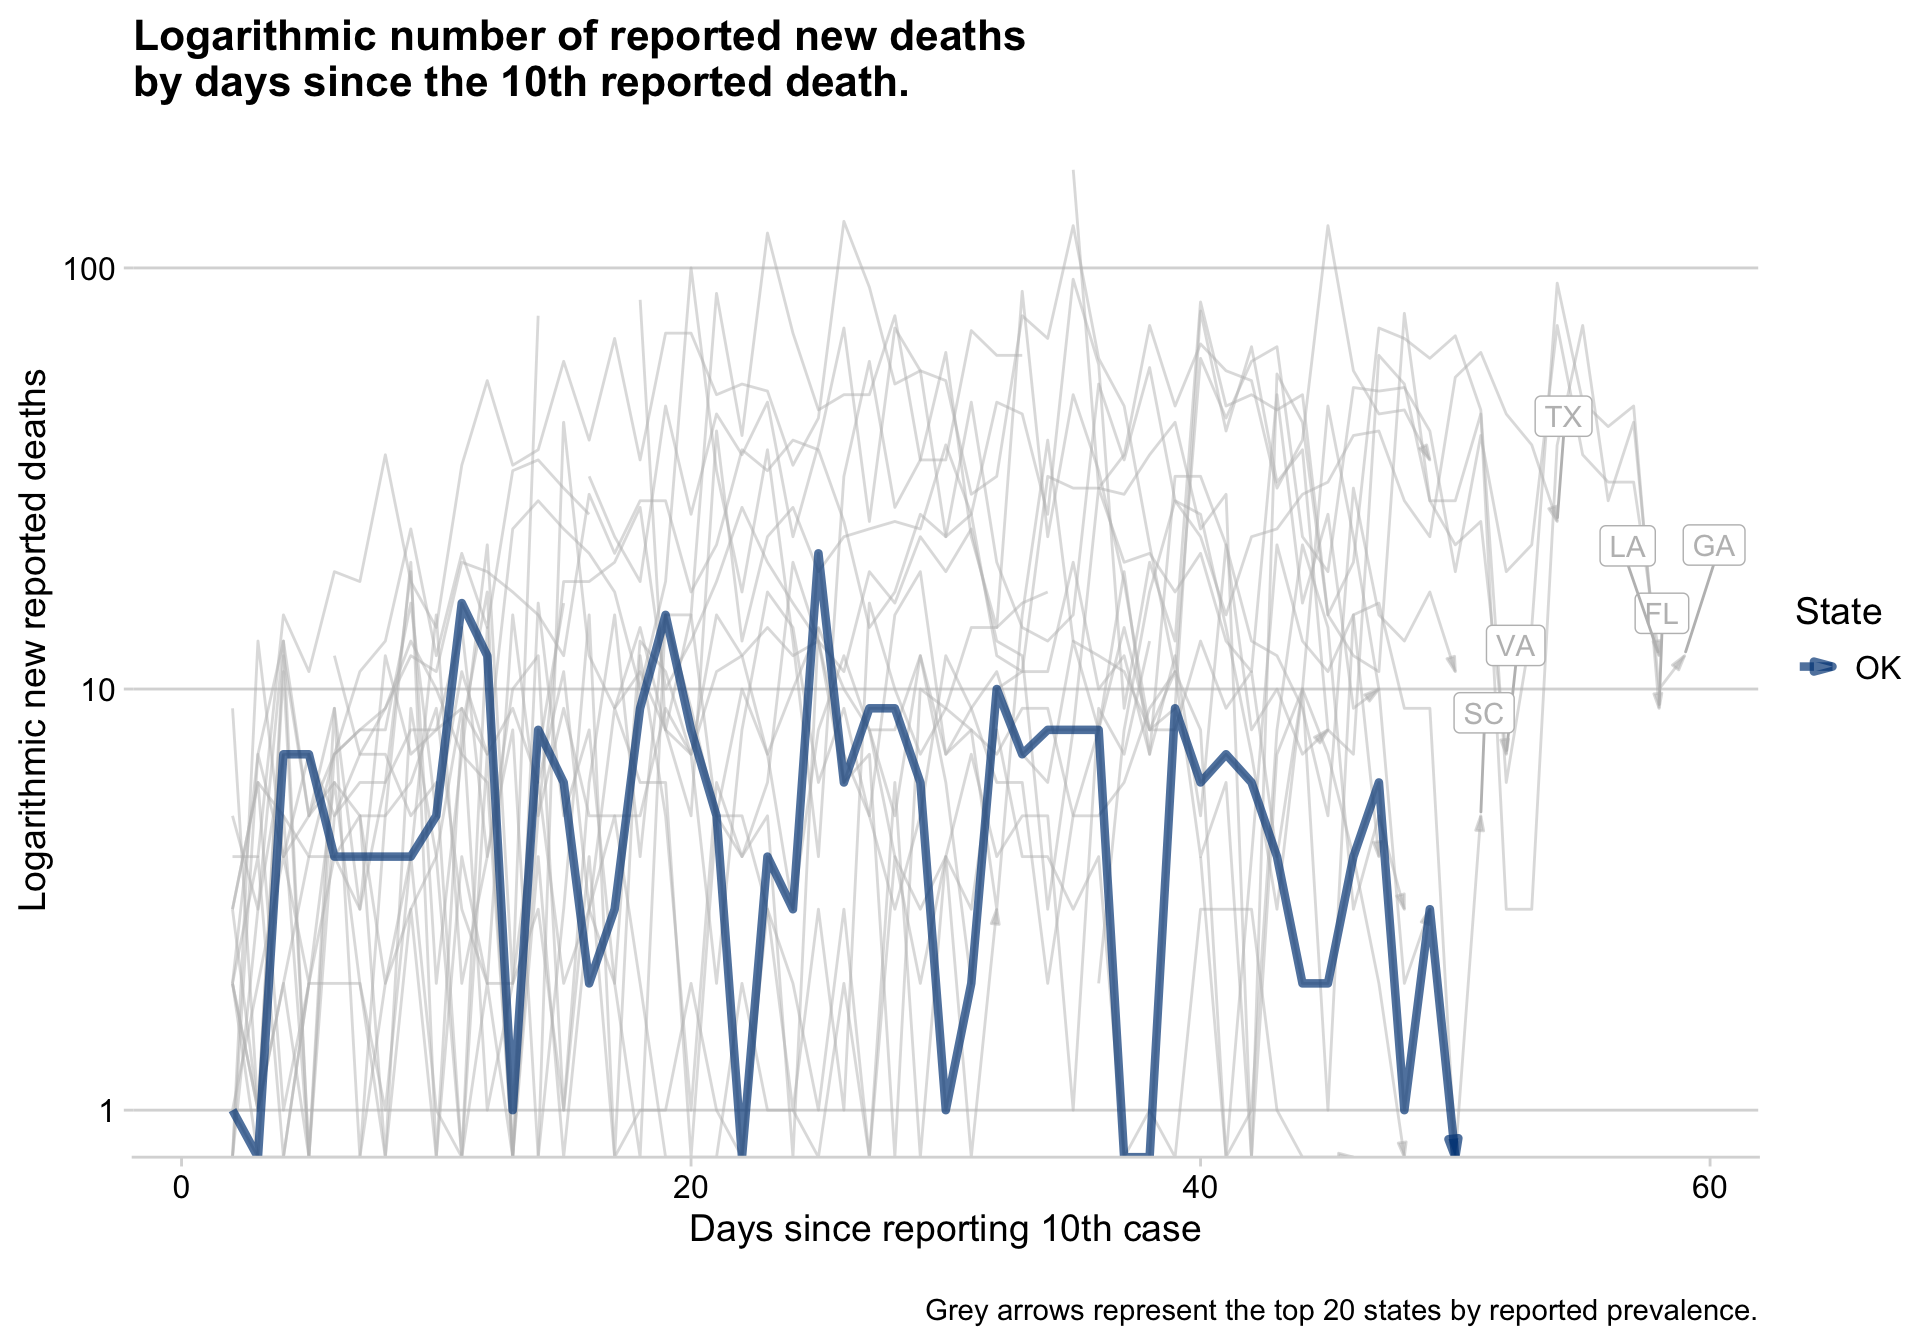 Logarithmic number of reported new deaths
by days since the 10th reported death.
Logarithmic new reported deaths
100
10
1
TX
LA
GA
FL
VA
SC
State
OK
0
20
40
60
Days since reporting 10th case
Grey arrows represent the top 20 states by reported prevalence.